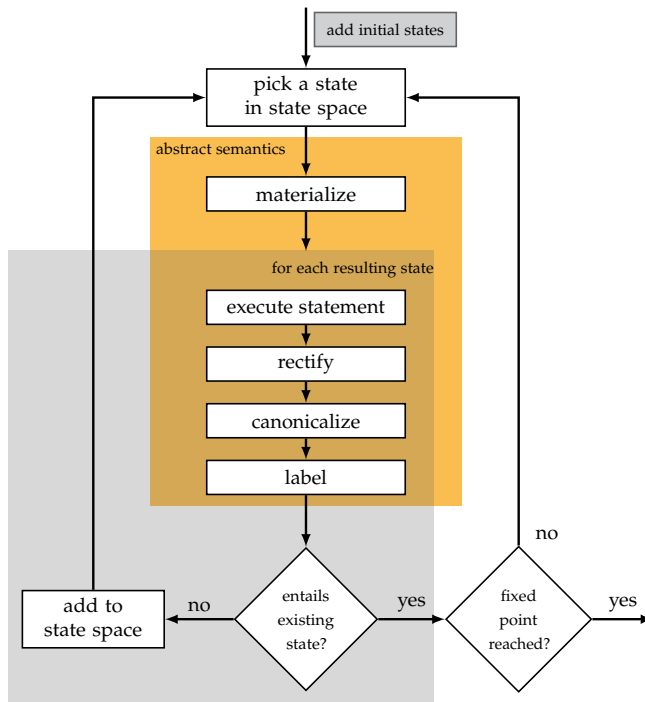 add initial states
pick a state
in state space
abstract semantics
materialize
for each resulting state
execute statement
rectify
canonicalize
label
no
add to
state space
no
entails
existing
state?
yes
fixed
point
reached?
yes